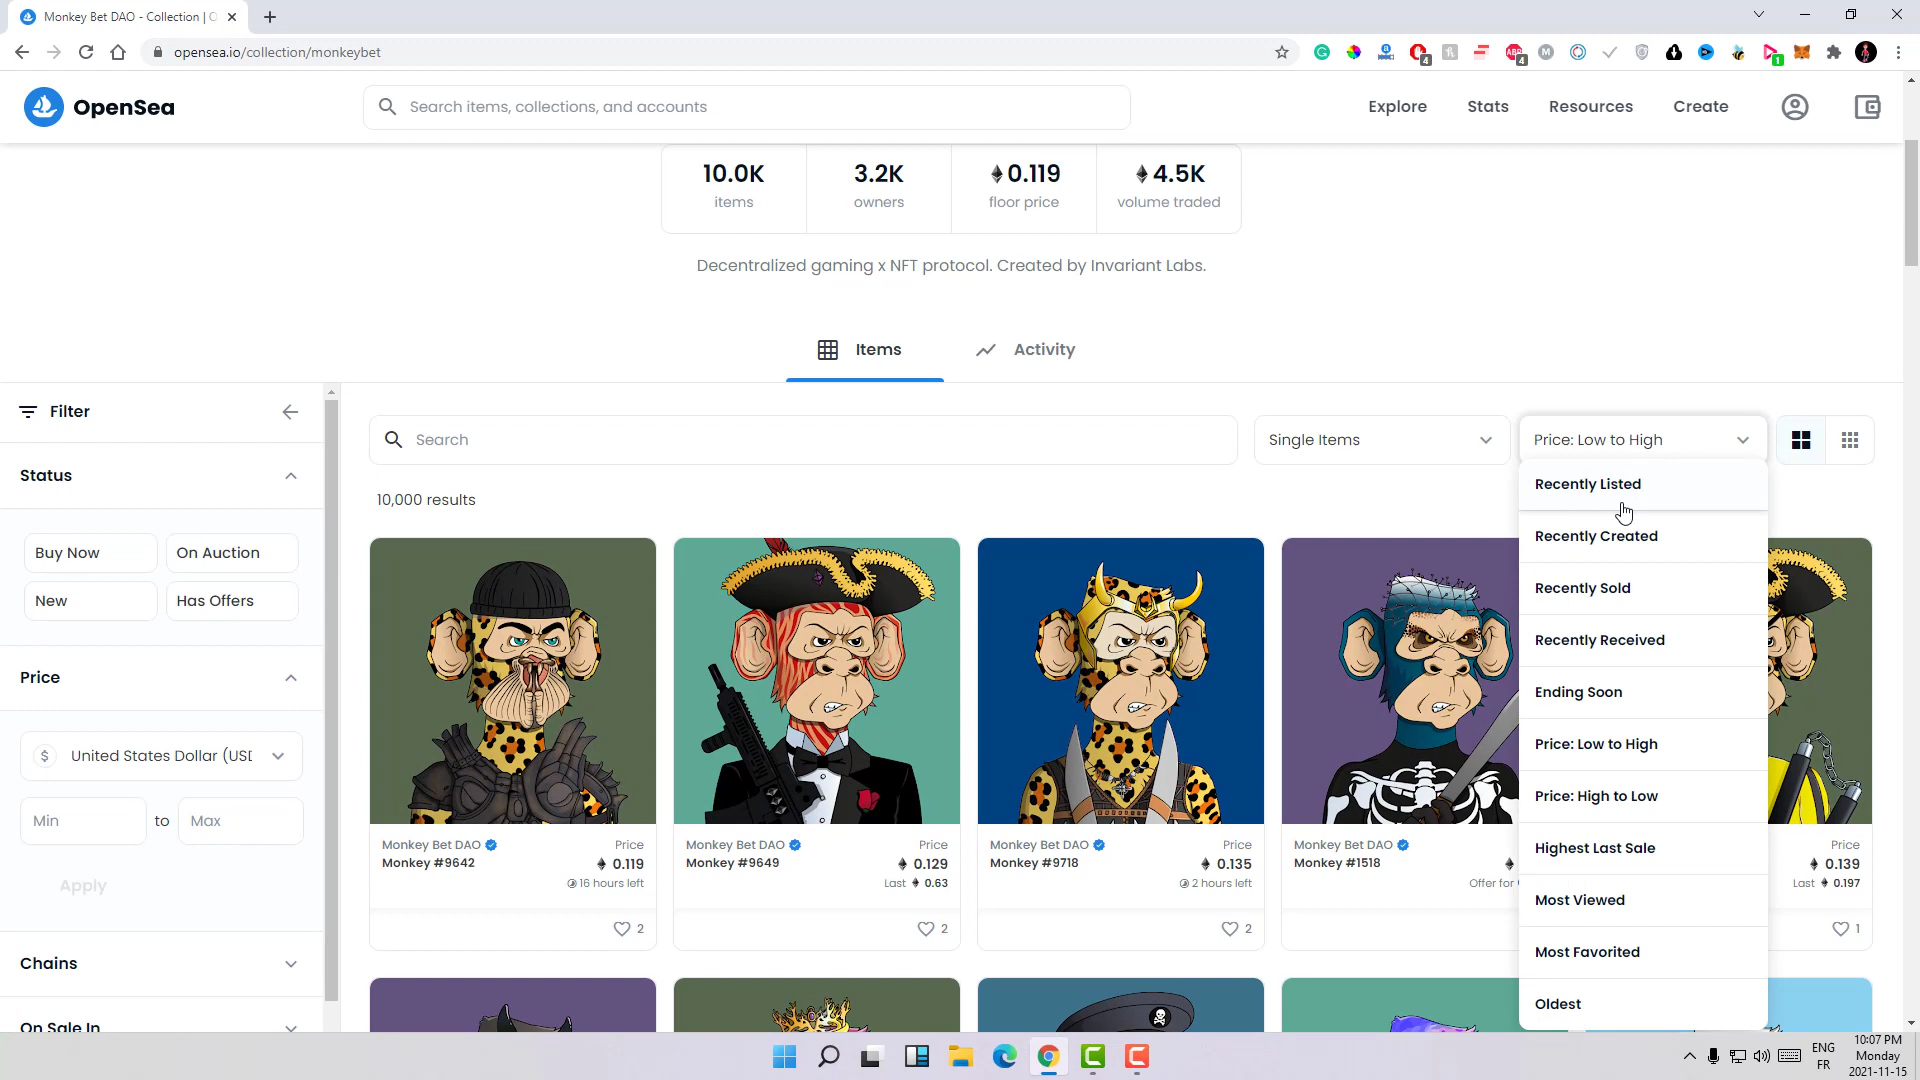 Monkey Bet DAO - Collection | O
opensea.io/collection/monkeybet
4
ABP
4
M
1
OpenSea
Search items, collections, and accounts
Explore
Stats
Resources
Create
10.0K
items
3.2K
owners
0.119
floor price
4.5K
volume traded
Decentralized gaming x NFT protocol. Created by Invariant Labs.
Items
Activity
Filter
Status
Buy Now
On Auction
New
Has Offers
Price
$ United States Dollar (USD
Min
to
Max
Apply
Chains
On Sale In
Search
Single Items
Price: Low to High
10,000 results
Recently Listed
Recently Created
Recently Sold
Recently Received
Ending Soon
Price: Low to High
Price: High to Low
Highest Last Sale
Most Viewed
Most Favorited
Oldest
Monkey Bet DAO
Price
Monkey #9642
0.119
16 hours left
2
Monkey Bet DAO
Price
Monkey #9649
0.129
Last 0.63
2
Monkey Bet DAO
Price
Monkey #9718
0.135
2 hours left
2
Monkey Bet DAO
Monkey #1518
Offer for
Price
0.139
Last 0.197
1
ENG
FR
10:07 PM
Monday
2021-11-15